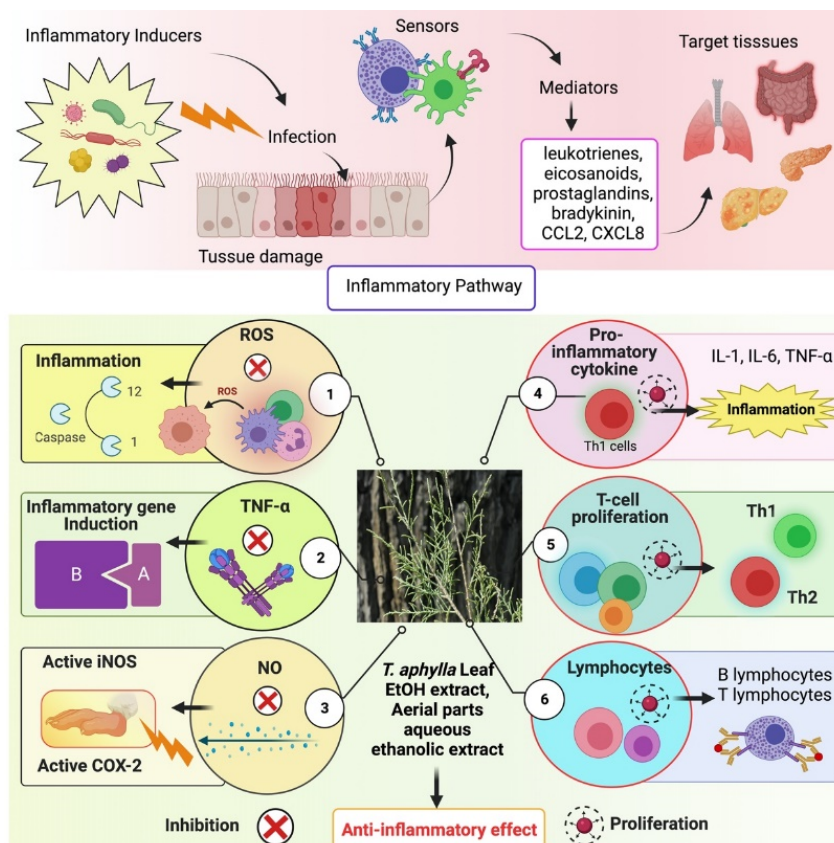 Inflammatory Inducers
Infection
Tussue damage
Sensors
Mediators
leukotrienes,
eicosanoids,
prostaglandins,
bradykinin,
CCL2, CXCL8
Target tisssues
Inflammatory Pathway
Inflammation
12
Caspase
1
ROS
ROS
1
Inflammatory gene
Induction
B
A
TNF-α
2
Active iNOS
Active COX-2
NO
3
4
Pro-
inflammatory
cytokine
Th1 cells
IL-1, IL-6, TNF-α
Inflammation
5
T-cell
proliferation
Th1
Th2
6
Lymphocytes
B lymphocytes
T lymphocytes
T. aphylla Leaf
EtOH extract,
Aerial parts
aqueous
ethanolic extract
Inhibition
Anti-inflammatory effect
Proliferation